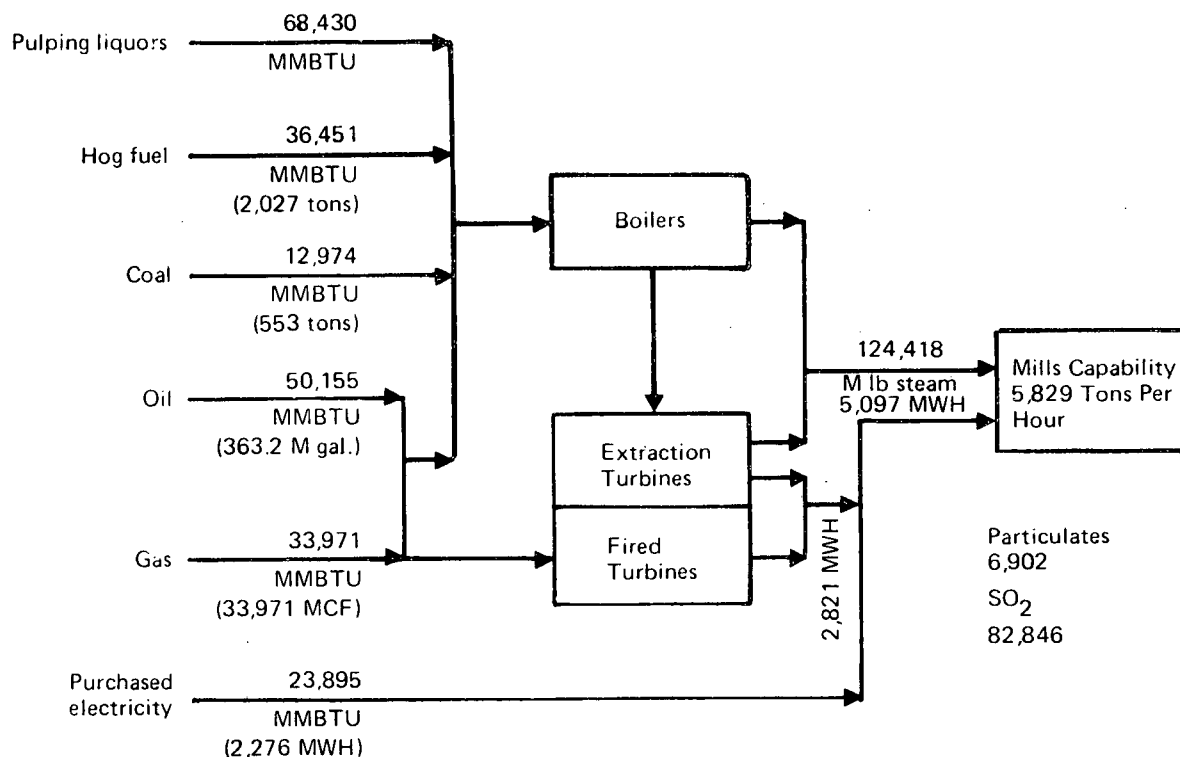 Pulping liquors
68,430
MMBTU
Hog fuel
36,451
MMBTU
(2,027 tons)
Coal
12,974
MMBTU
(553 tons)
Oil
50,155
MMBTU
(363.2 M gal.)
Gas
33,971
MMBTU
(33,971 MCF)
Purchased
electricity
23,895
MMBTU
(2,276 MWH)
Boilers
Extraction
Turbines
Fired
Turbines
2,821 MWH
124,418
M lb steam
5,097 MWH
Mills Capability
5,829 Tons Per
Hour
Particulates
6,902
SO2
82,846